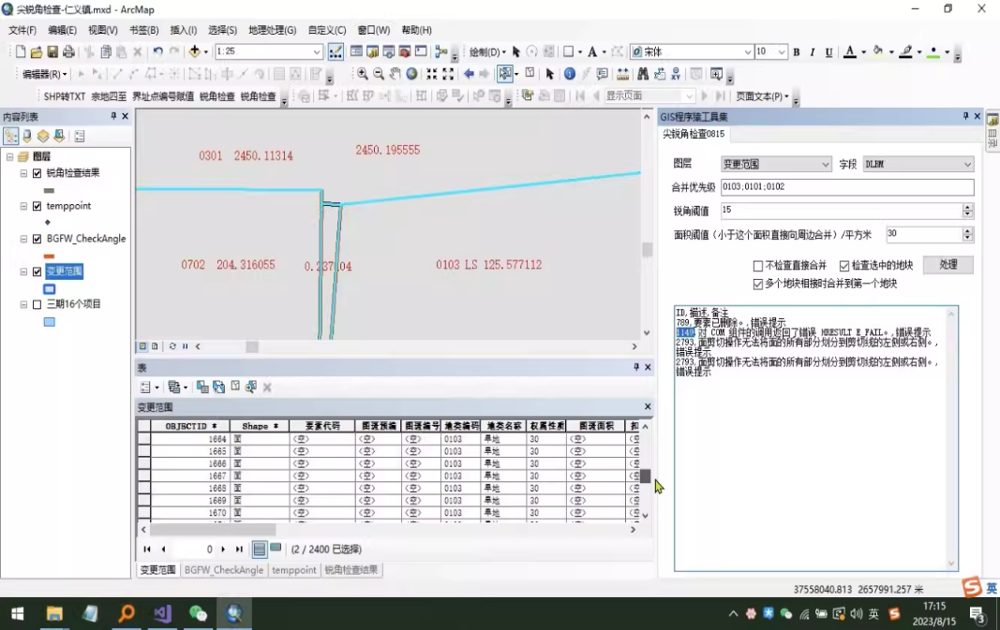 尖锐角检查-仁义镇.mxd - ArcMap
文件(F) 编辑(E) 视图(V) 书签(B) 插入(I) 选择(S) 地理处理(G) 自定义(C) 窗口(W) 帮助(H)
1:25 绘制(D) 宋体 10 B I U A
编辑器(R)
SHP转TXT 宗地四至 界址点编号赋值 锐角检查 锐角检查 显示页面 页面文本(P)
内容列表
图层
锐角检查结果
temppoint
BGFW_CheckAngle
变更范围
三期16个项目
0301 2450.11314
2450.195555
0702 204.316055
0103 LS 125.577112
表
变更范围
OBJECTID * Shape * 要素代码 图斑预编 图斑编号 地类编码 地类名称 权属性质 图斑面积 扣
1664 面 <空> <空> <空> 0103 旱地 30 <空> <空
1665 面 <空> <空> <空> 0103 旱地 30 <空> <空
1666 面 <空> <空> <空> 0103 旱地 30 <空> <空
1667 面 <空> <空> <空> 0103 旱地 30 <空> <空
1668 面 <空> <空> <空> 0103 旱地 30 <空> <空
1669 面 <空> <空> <空> 0103 旱地 30 <空> <空
1670 面 <空> <空> <空> 0103 旱地 30 <空> <空
0 (2 / 2400 已选择)
变更范围 BGFW_CheckAngle temppoint 锐角检查结果
GIS程序猿工具集
尖锐角检查0815
图层 变更范围 字段 DLBM
合并优先级 0103;0101;0102
锐角阈值 15
面积阈值（小于这个面积直接向周边合并）/平方米 30
不检查直接合并 检查选中的地块 处理
多个地块相接时合并到第一个地块
ID,描述,备注
789,要素已删除。,错误提示
1149,对 COM 组件的调用返回了错误 HRESULT E_FAIL。,错误提示
2793,面剪切操作无法将面的所有部分划分到剪切线的左侧或右侧。,
错误提示
2793,面剪切操作无法将面的所有部分划分到剪切线的左侧或右侧。,
错误提示
37558040.813 2657991.257 米
英
英 17:15
2023/8/15
3